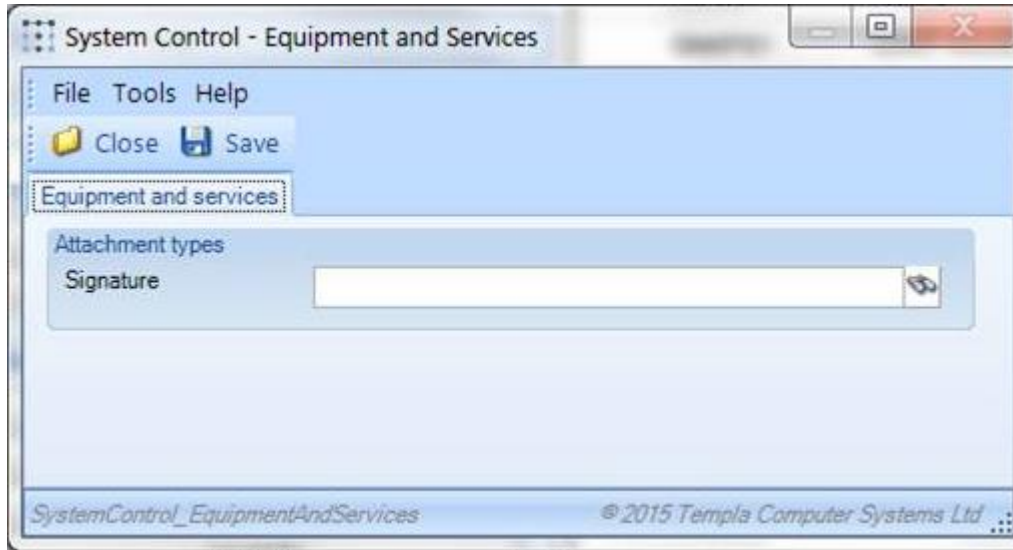 System Control - Equipment and Services
File Tools Help
Close Save
Equipment and services
Attachment types
Signature
SystemControl_EquipmentAndServices
© 2015 Templa Computer Systems Ltd